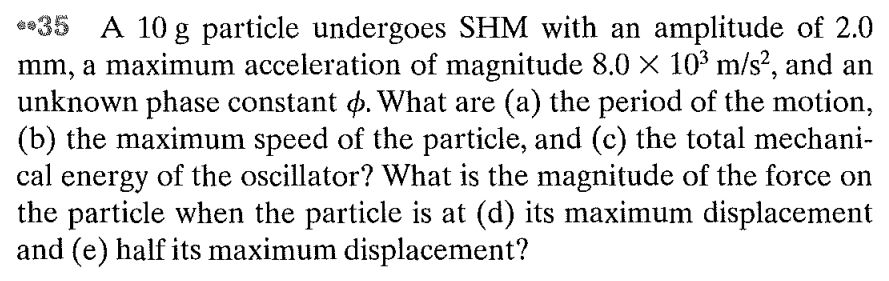 ••35 A 10 g particle undergoes SHM with an amplitude of 2.0
mm, a maximum acceleration of magnitude 8.0 × 10³ m/s², and an
unknown phase constant ϕ. What are (a) the period of the motion,
(b) the maximum speed of the particle, and (c) the total mechani-
cal energy of the oscillator? What is the magnitude of the force on
the particle when the particle is at (d) its maximum displacement
and (e) half its maximum displacement?